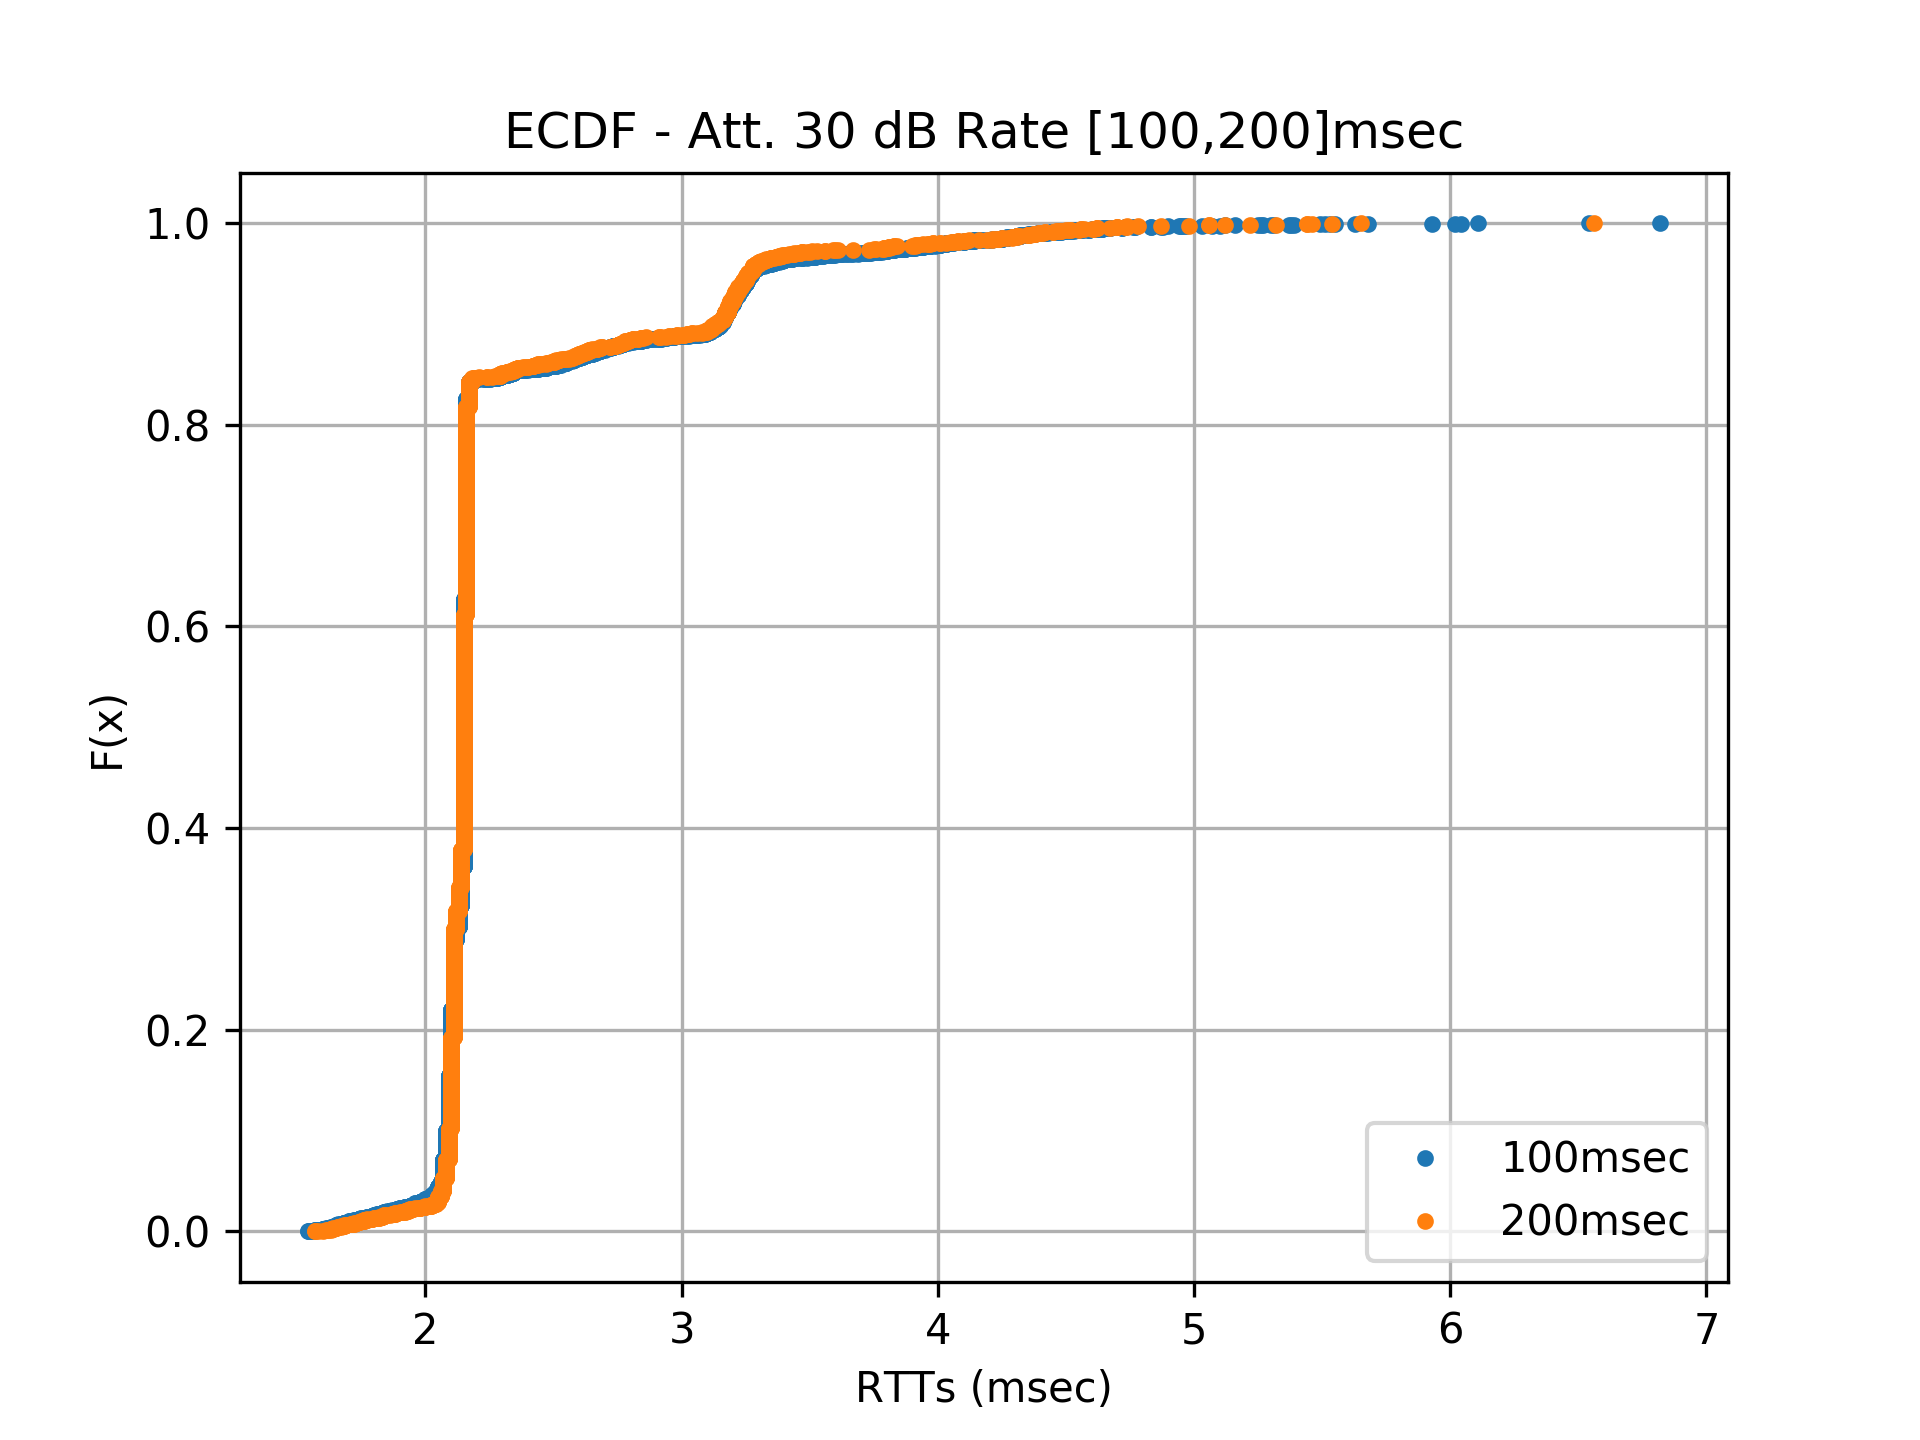 ECDF - Att. 30 dB Rate [100,200]msec
1.0
0.8
0.6
0.4
0.2
0.0
F(x)
100msec
200msec
2 3 4 5 6 7
RTTs (msec)